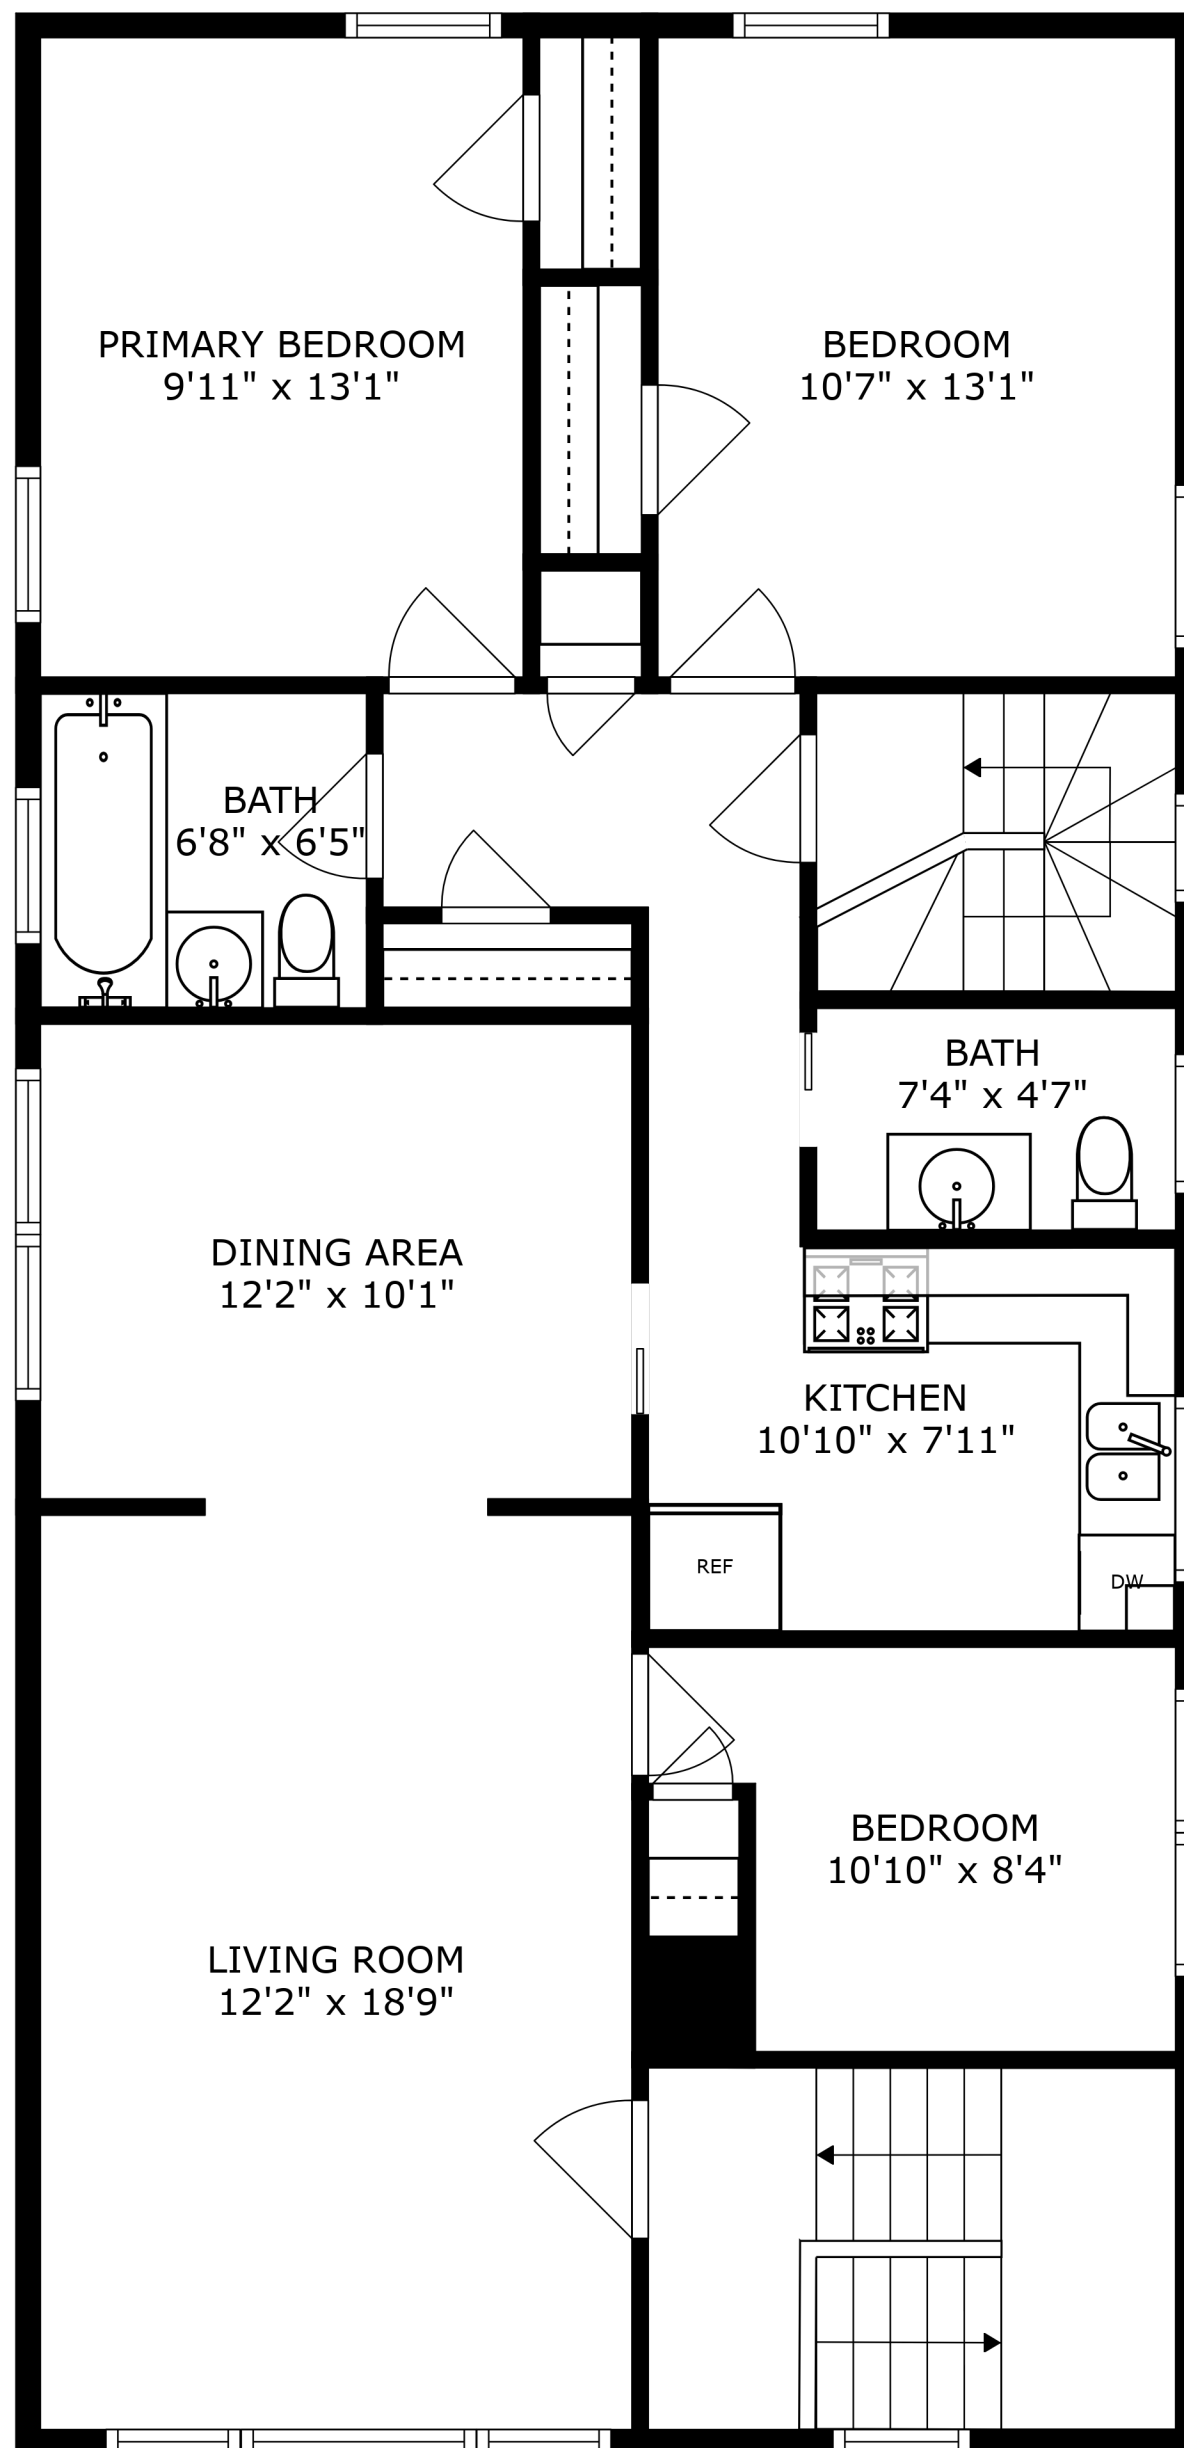 PRIMARY BEDROOM
9'11" x 13'1"
BEDROOM
10'7" x 13'1"
BATH
6'8" x 6'5"
BATH
7'4" x 4'7"
DINING AREA
12'2" x 10'1"
KITCHEN
10'10" x 7'11"
REF
DW
BEDROOM
10'10" x 8'4"
LIVING ROOM
12'2" x 18'9"